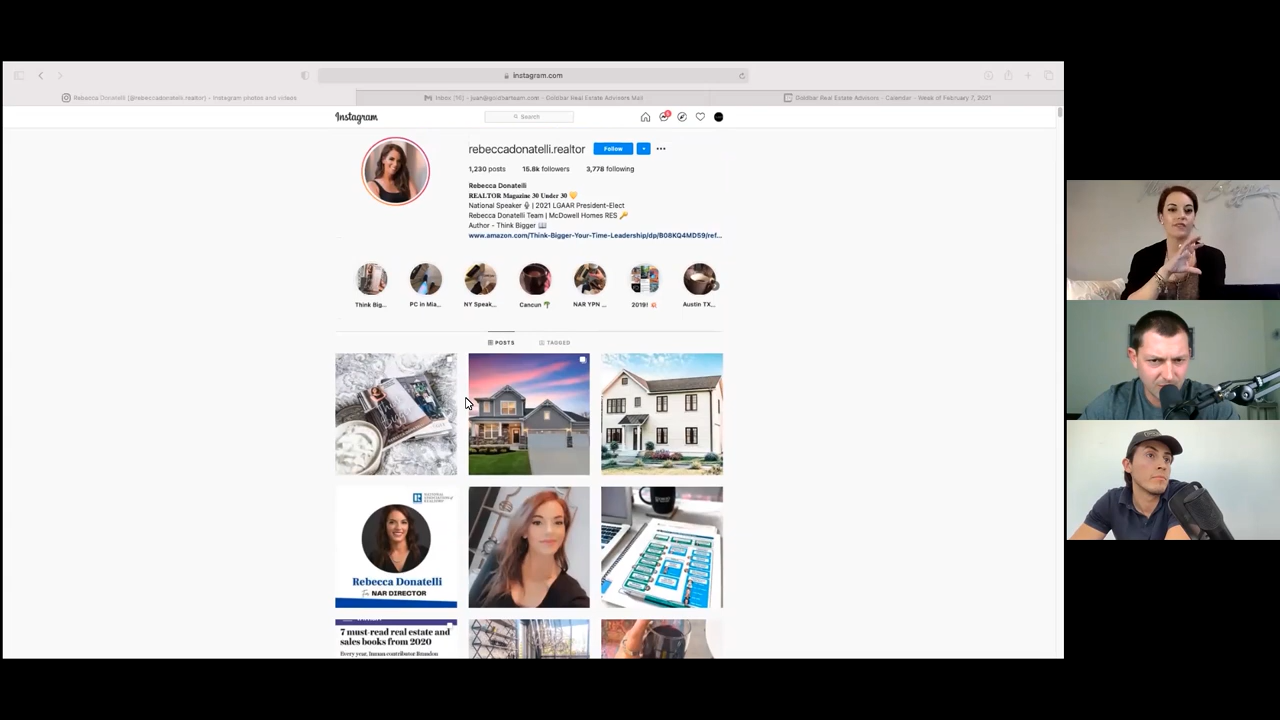 instagram.com
Rebecca Donatelli (@rebeccadonatelli.realtor) • Instagram photos and videos
Goldbar Real Estate Advisors - Calendar - Week of February 7, 2021
Instagram
Search
rebeccadonatelli.realtor
Follow
1,230 posts 15.8k followers 3,778 following
Rebecca Donatelli
REALTOR Magazine 30 Under 30
National Speaker | 2021 LGAAR President-Elect
Rebecca Donatelli Team | McDowell Homes RES
Author - Think Bigger
www.amazon.com/Think-Bigger-Your-Time-Leadership/dp/B08KQ4MD59/ref...
Think Big... PC in Mia... NY Speak... Cancun NAR YPN ... 2019! Austin TX...
POSTS TAGGED
Rebecca Donatelli
NAR DIRECTOR
7 must-read real estate and
sales books from 2020